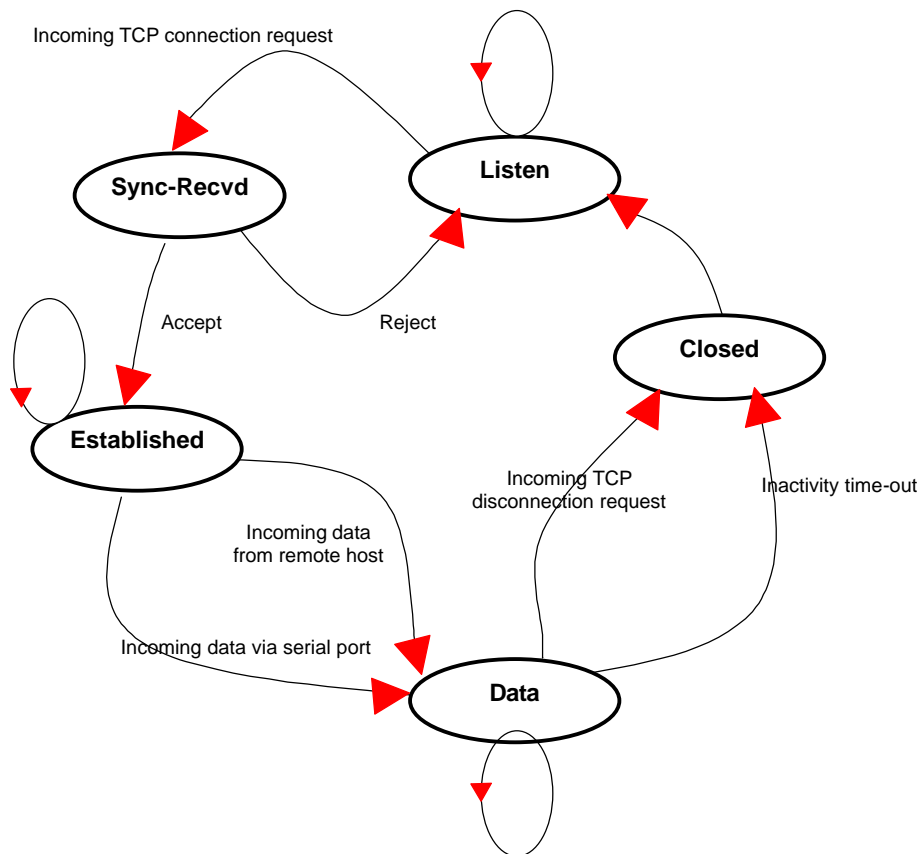 Incoming TCP connection request
Listen
Sync-Recvd
Accept
Reject
Closed
Established
Incoming TCP
disconnection request
Inactivity time-out
Incoming data
from remote host
Incoming data via serial port
Data